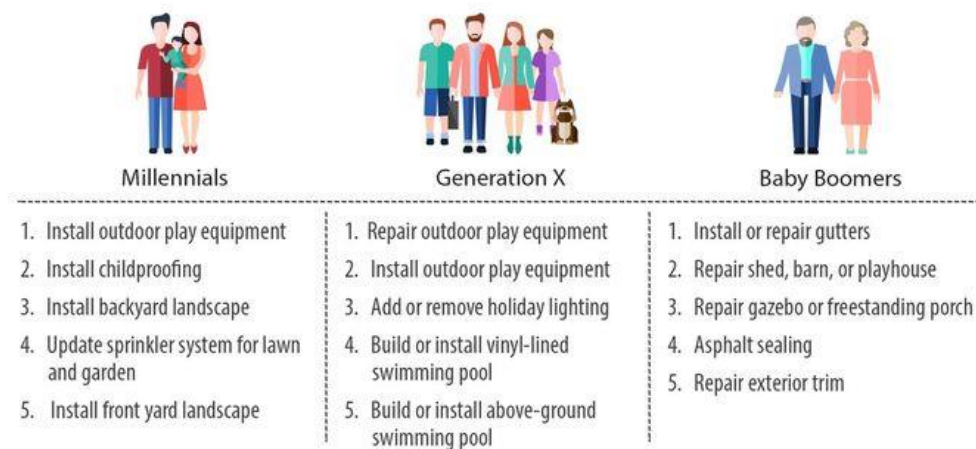 Millennials
Generation X
Baby Boomers
1. Install outdoor play equipment
2. Install childproofing
3. Install backyard landscape
4. Update sprinkler system for lawn
and garden
5. Install front yard landscape
1. Repair outdoor play equipment
2. Install outdoor play equipment
3. Add or remove holiday lighting
4. Build or install vinyl-lined
swimming pool
5. Build or install above-ground
swimming pool
1. Install or repair gutters
2. Repair shed, barn, or playhouse
3. Repair gazebo or freestanding porch
4. Asphalt sealing
5. Repair exterior trim